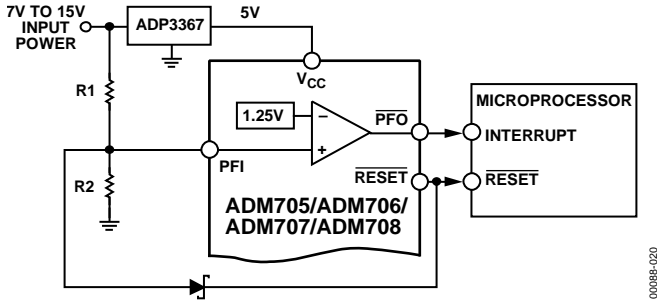 7V TO 15V
INPUT
POWER
ADP3367
5V
VCC
R1
1.25V
−
+
PFO
PFI
R2
RESET
ADM705/ADM706/
ADM707/ADM708
MICROPROCESSOR
INTERRUPT
RESET
00088-020